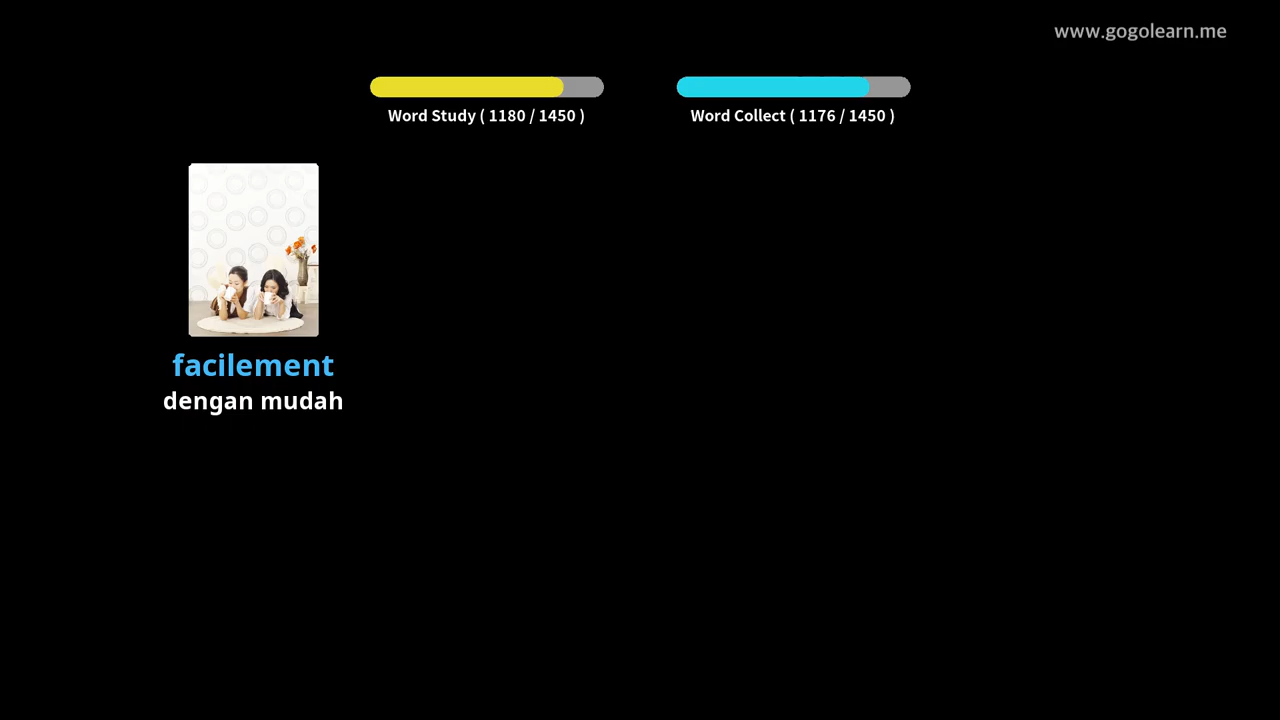 www.gogolearn.me
Word Study ( 1180 / 1450 )
Word Collect ( 1176 / 1450 )
facilement
dengan mudah